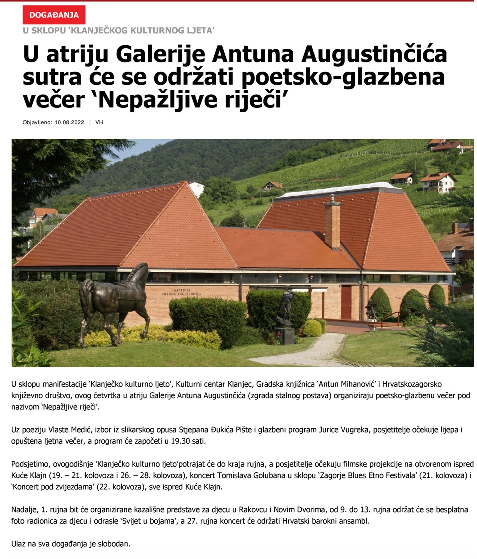 DOGAĐANJA
U SKLOPU 'KLANJEČKOG KULTURNOG LJETA'
U atriju Galerije Antuna Augustinčića
sutra će se održati poetsko-glazbena
večer ‘Nepažljive riječi’
Objavljeno: 10.08.2022. | VH
GALERIJA
ANTUNA AUGUSTINČIĆA
U sklopu manifestacije 'Klanječko kulturno ljeto', Kulturni centar Klanjec, Gradska knjižnica 'Antun Mihanović' i Hrvatskozagorsko
književno društvo, ovog četvrtka u atriju Galerije Antuna Augustinčića (zgrada stalnog postava) organiziraju poetsko-glazbenu večer pod
nazivom 'Nepažljive riječi'.
Uz poeziju Vlaste Medić, izbor iz slikarskog opusa Stjepana Đukića Pište i glazbeni program Jurice Vugreka, posjetitelje očekuje lijepa i
opuštena ljetna večer, a program će započeti u 19.30 sati.
Podsjetimo, ovogodišnje 'Klanječko kulturno ljeto'potrajat će do kraja rujna, a posjetitelje očekuju filmske projekcije na otvorenom ispred
Kuće Klajn (19. – 21. kolovoza i 26. – 28. kolovoza), koncert Tomislava Golubana u sklopu 'Zagorje Blues Etno Festivala' (21. kolovoza) i
'Koncert pod zvijezdama' (22. kolovoza), sve ispred Kuće Klajn.
Nadalje, 1. rujna bit će organizirane kazališne predstave za djecu u Rakovcu i Novim Dvorima, od 9. do 13. rujna održat će se besplatna
foto radionica za djecu i odrasle 'Svijet u bojama', a 27. rujna koncert će održati Hrvatski barokni ansambl.
Ulaz na sva događanja je slobodan.